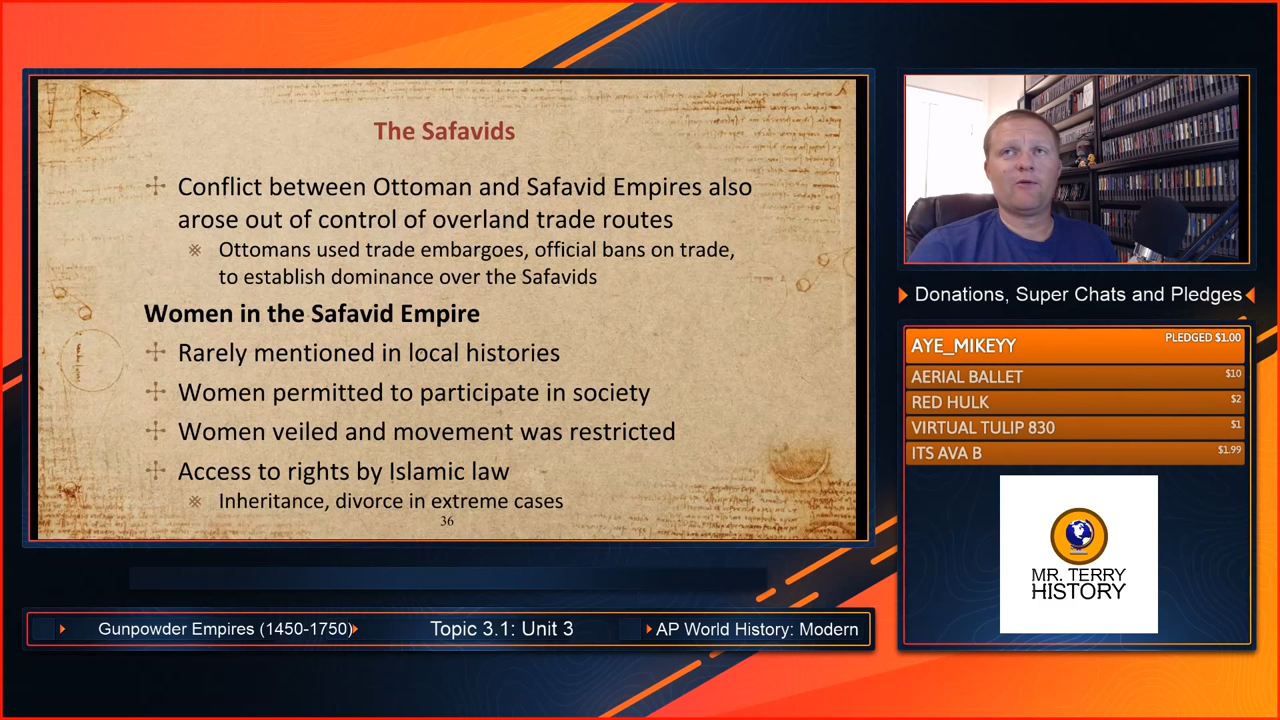 The Safavids
Conflict between Ottoman and Safavid Empires also
arose out of control of overland trade routes
Ottomans used trade embargoes, official bans on trade,
to establish dominance over the Safavids
Women in the Safavid Empire
Rarely mentioned in local histories
Women permitted to participate in society
Women veiled and movement was restricted
Access to rights by Islamic law
Inheritance, divorce in extreme cases
36
Donations, Super Chats and Pledges
AYE_MIKEYY PLEDGED $1.00
AERIAL BALLET $10
RED HULK $2
VIRTUAL TULIP 830 $1
ITS AVA B $1.99
MR. TERRY
HISTORY
Gunpowder Empires (1450-1750) Topic 3.1: Unit 3 AP World History: Modern